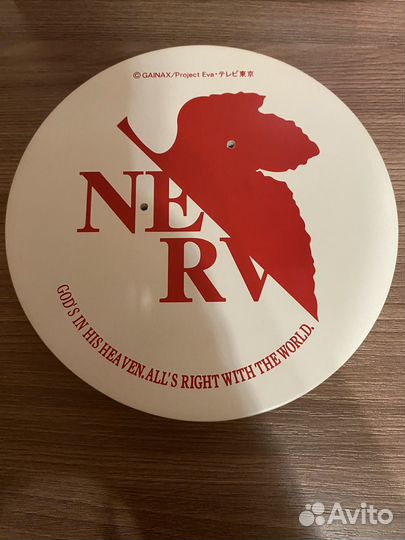 ©GAINAX/Project Eva・テレビ東京
NERV
GOD'S IN HIS HEAVEN. ALL'S RIGHT WITH THE WORLD.
Avito